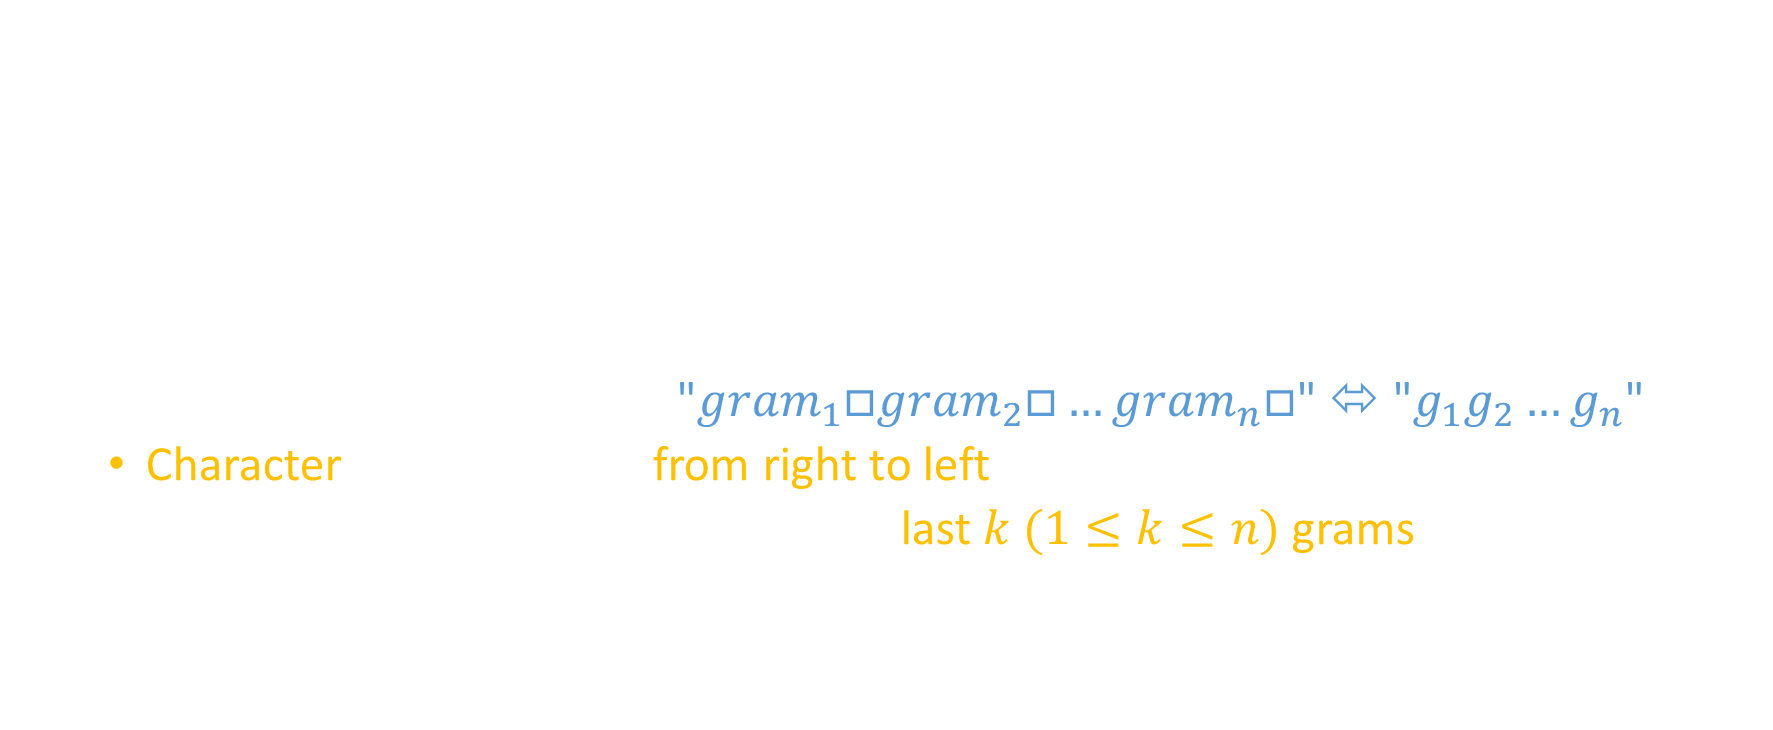 "gram₁□gram₂□ … gramₙ□" ⬄ "g₁g₂ … gₙ"
• Character from right to left
last k (1 ≤ k ≤ n) grams